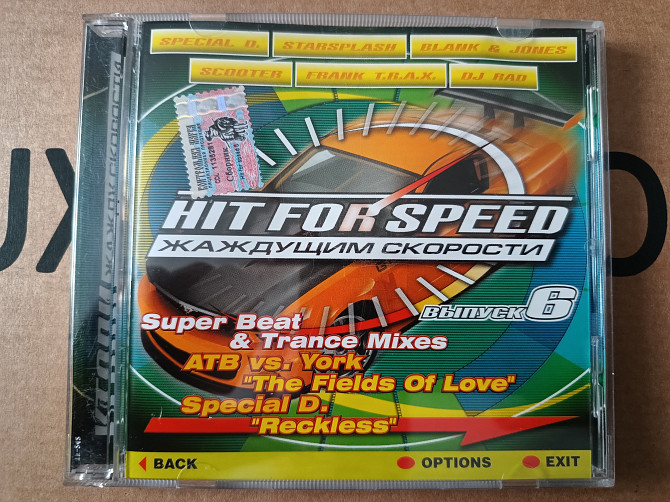 SPECIAL D. STARSPLASH BLANK & JONES
SCOOTER FRANK T.R.A.X. DJ RAD
Сборник
HIT FOR SPEED
ЖАЖДУЩИМ СКОРОСТИ
ВЫПУСК 6
Super Beat
& Trance Mixes
ATB vs. York
"The Fields Of Love"
Special D.
"Reckless"
BACK OPTIONS EXIT